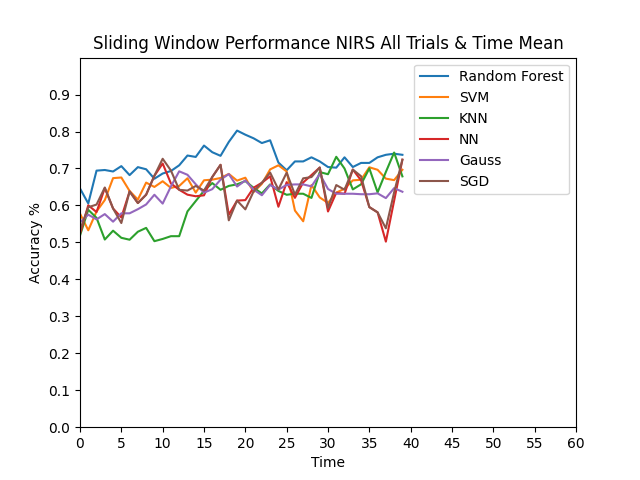 Sliding Window Performance NIRS All Trials & Time Mean
Random Forest
SVM
KNN
NN
Gauss
SGD
Accuracy %
0.9
0.8
0.7
0.6
0.5
0.4
0.3
0.2
0.1
0.0
0 5 10 15 20 25 30 35 40 45 50 55 60
Time